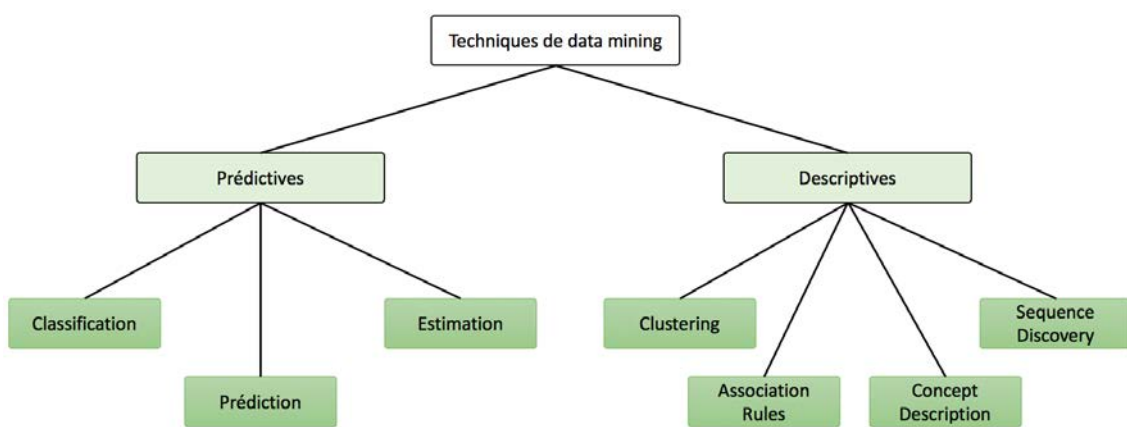 Techniques de data mining
Prédictives
Descriptives
Classification
Estimation
Clustering
Sequence
Discovery
Prédiction
Association
Rules
Concept
Description